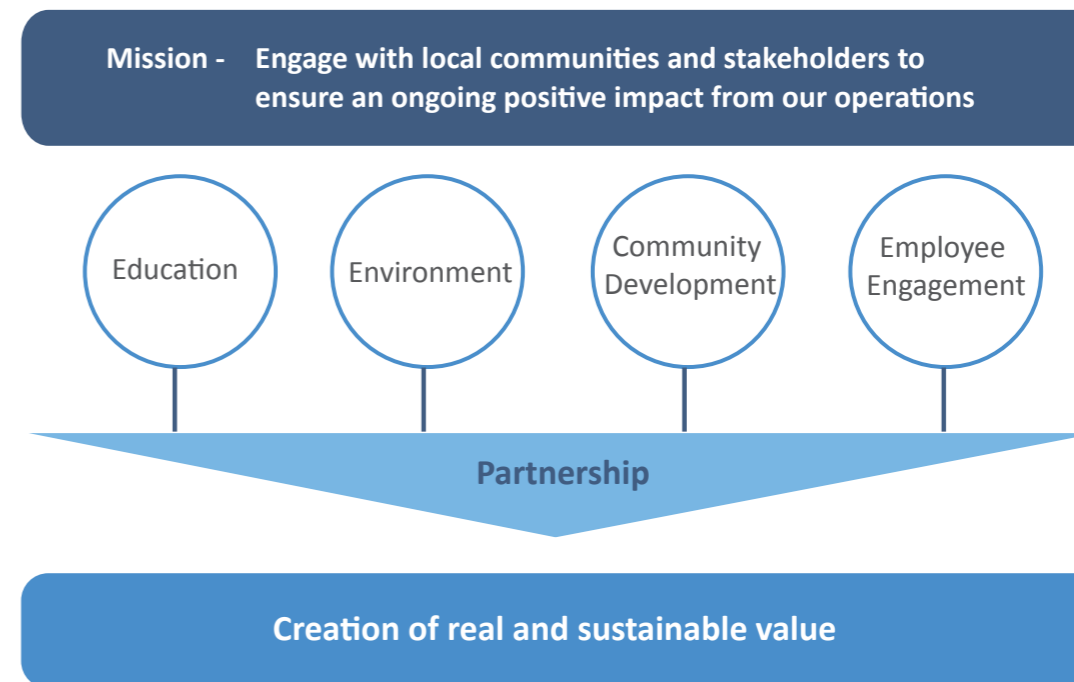 Mission - Engage with local communities and stakeholders to
ensure an ongoing positive impact from our operations
Education
Environment
Community
Development
Employee
Engagement
Partnership
Creation of real and sustainable value